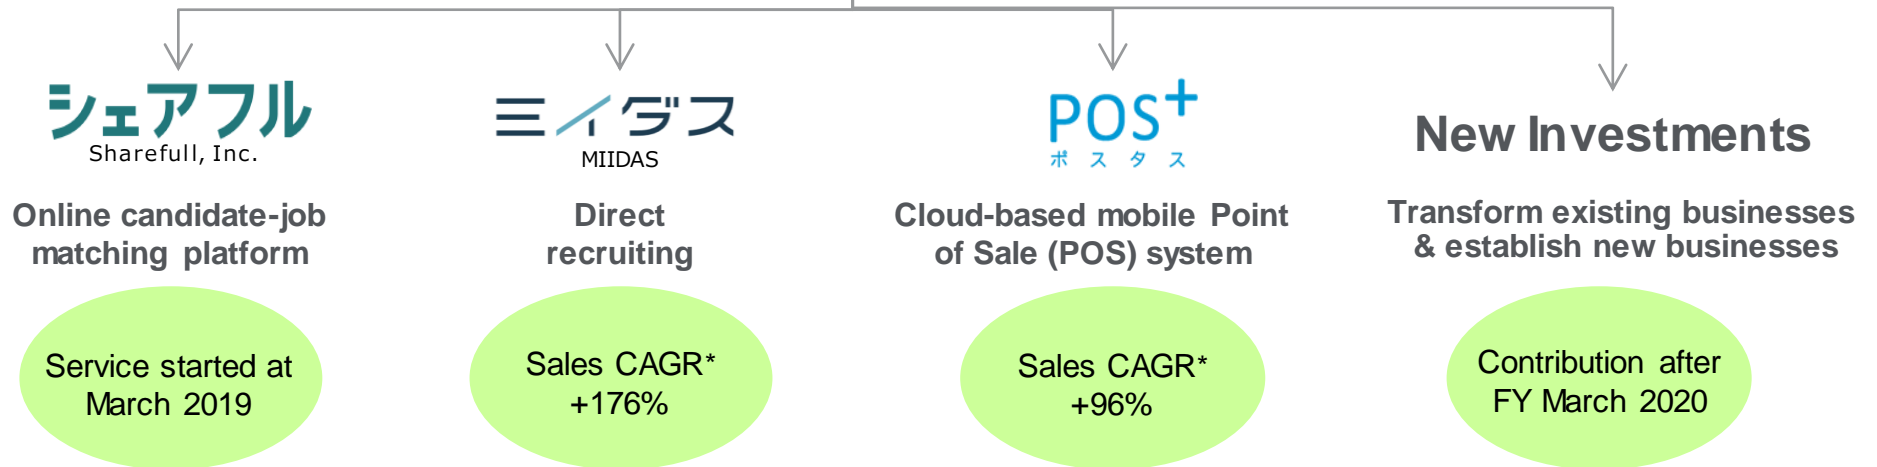 シェアフル
Sharefull, Inc.
Online candidate-job
matching platform
Service started at
March 2019
ミイダス
MIIDAS
Direct
recruiting
Sales CAGR*
+176%
POS+
ポスタス
Cloud-based mobile Point
of Sale (POS) system
Sales CAGR*
+96%
New Investments
Transform existing businesses
& establish new businesses
Contribution after
FY March 2020